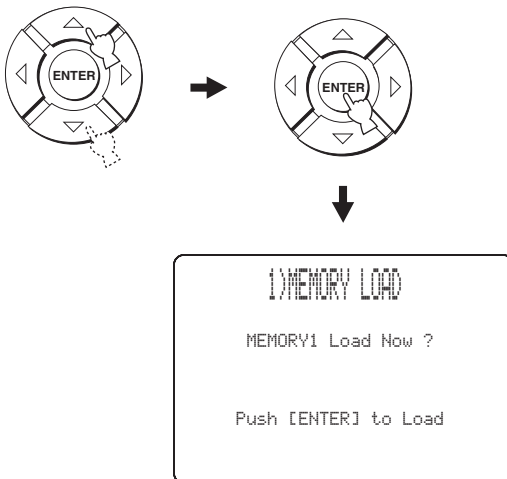 ENTER
ENTER
1)MEMORY LOAD
MEMORY1 Load Now ?
Push [ENTER] to Load